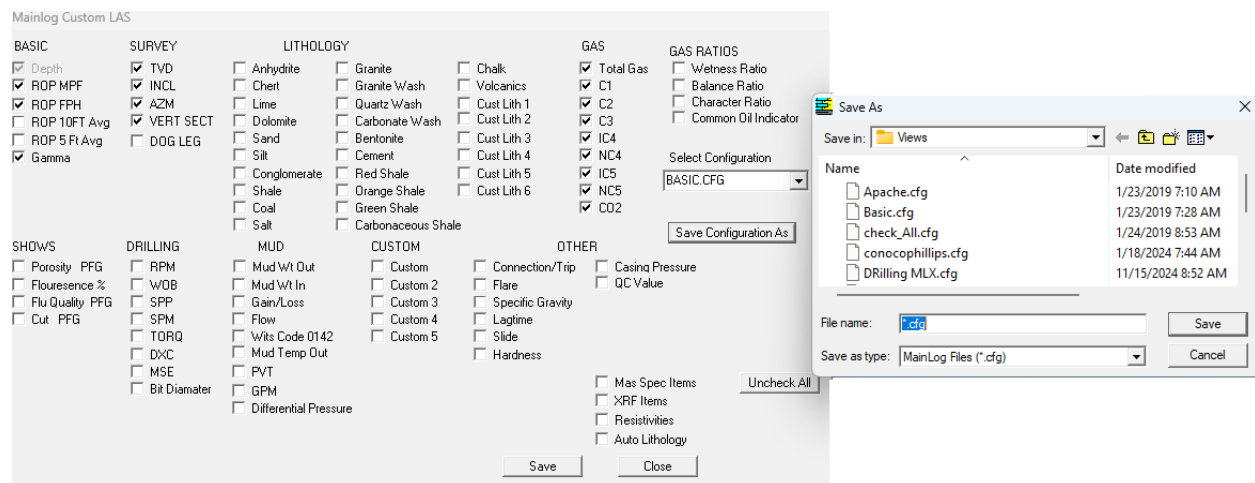 Mainlog Custom LAS
BASIC
Depth
ROP MPF
ROP FPH
ROP 10FT Avg
ROP 5 Ft Avg
Gamma
SURVEY
TVD
INCL
AZM
VERT SECT
DOG LEG
LITHOLOGY
Anhydrite
Chert
Lime
Dolomite
Sand
Silt
Conglomerate
Shale
Coal
Salt
Granite
Granite Wash
Quartz Wash
Carbonate Wash
Bentonite
Cement
Red Shale
Orange Shale
Green Shale
Carbonaceous Shale
Chalk
Volcanics
Cust Lith 1
Cust Lith 2
Cust Lith 3
Cust Lith 4
Cust Lith 5
Cust Lith 6
GAS
Total Gas
C1
C2
C3
IC4
NC4
IC5
NC5
CO2
GAS RATIOS
Wetness Ratio
Balance Ratio
Character Ratio
Common Oil Indicator
Select Configuration
BASIC.CFG
Save Configuration As
SHOWS
Porosity PFG
Flouresence %
Flu Quality PFG
Cut PFG
DRILLING
RPM
WOB
SPP
SPM
TORQ
DXC
MSE
Bit Diamater
MUD
Mud Wt Out
Mud Wt In
Gain/Loss
Flow
Wits Code 0142
Mud Temp Out
PVT
GPM
Differential Pressure
CUSTOM
Custom
Custom 2
Custom 3
Custom 4
Custom 5
OTHER
Connection/Trip
Flare
Specific Gravity
Lagtime
Slide
Hardness
Casing Pressure
QC Value
Mas Spec Items
XRF Items
Resistivities
Auto Lithology
Uncheck All
Save
Close
Save As
Save in:
Views
Name
Date modified
Apache.cfg
1/23/2019 7:10 AM
Basic.cfg
1/23/2019 7:28 AM
check_All.cfg
1/24/2019 8:53 AM
conocophillips.cfg
1/18/2024 7:44 AM
DRilling MLX.cfg
11/15/2024 8:52 AM
File name:
*.cfg
Save
Save as type:
MainLog Files (*.cfg)
Cancel